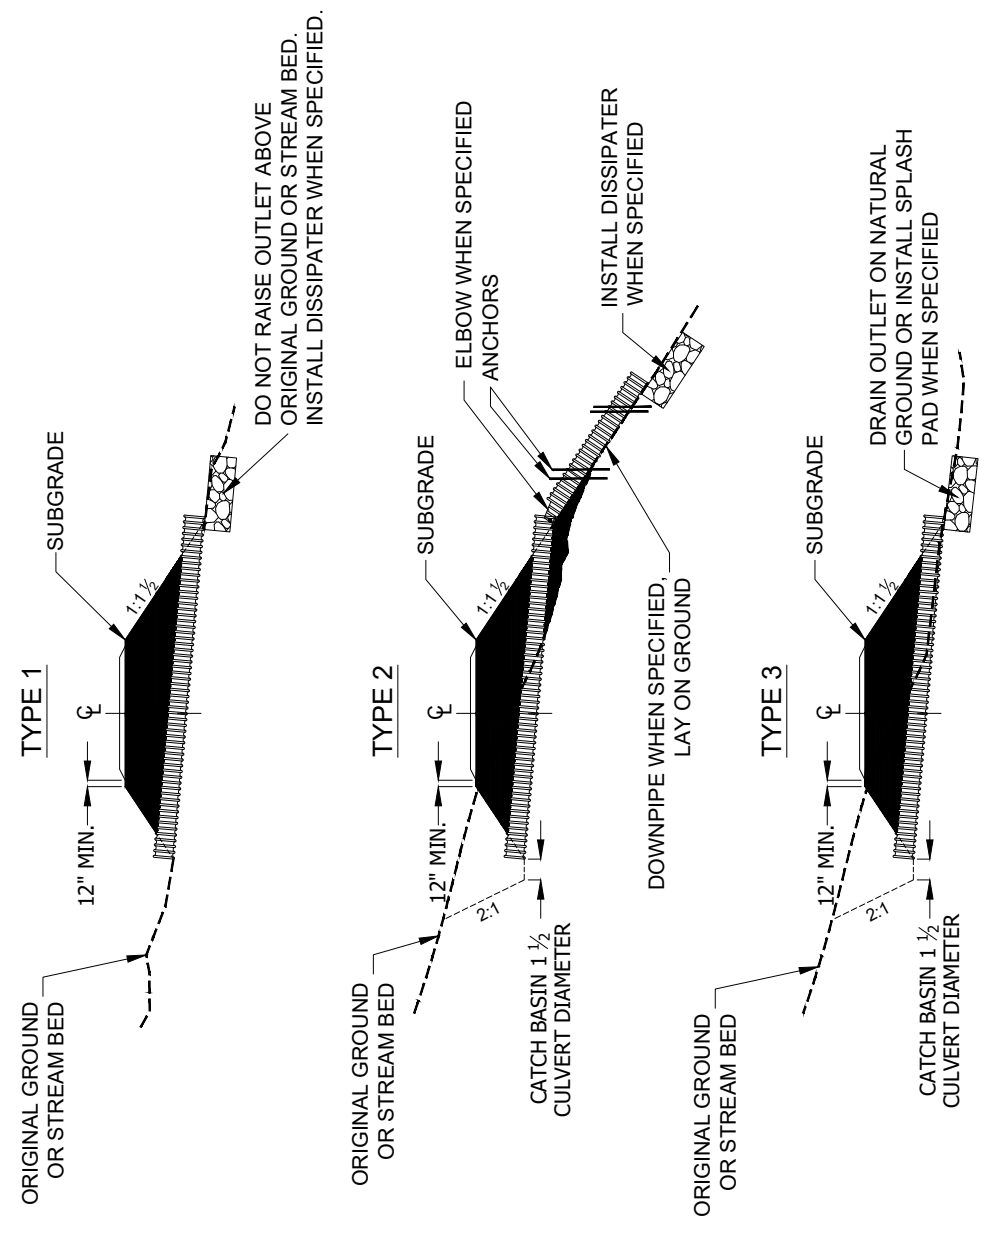 TYPE 1
ORIGINAL GROUND
OR STREAM BED
12" MIN.
CL
SUBGRADE
1:1 ½
DO NOT RAISE OUTLET ABOVE
ORIGINAL GROUND OR STREAM BED.
INSTALL DISSIPATER WHEN SPECIFIED.
TYPE 2
ORIGINAL GROUND
OR STREAM BED
12" MIN.
CL
SUBGRADE
1:1 ½
ELBOW WHEN SPECIFIED
ANCHORS
2:1
CATCH BASIN 1 ½
CULVERT DIAMETER
DOWNPIPE WHEN SPECIFIED,
LAY ON GROUND
INSTALL DISSIPATER
WHEN SPECIFIED
TYPE 3
ORIGINAL GROUND
OR STREAM BED
12" MIN.
CL
SUBGRADE
1:1 ½
2:1
CATCH BASIN 1 ½
CULVERT DIAMETER
DRAIN OUTLET ON NATURAL
GROUND OR INSTALL SPLASH
PAD WHEN SPECIFIED